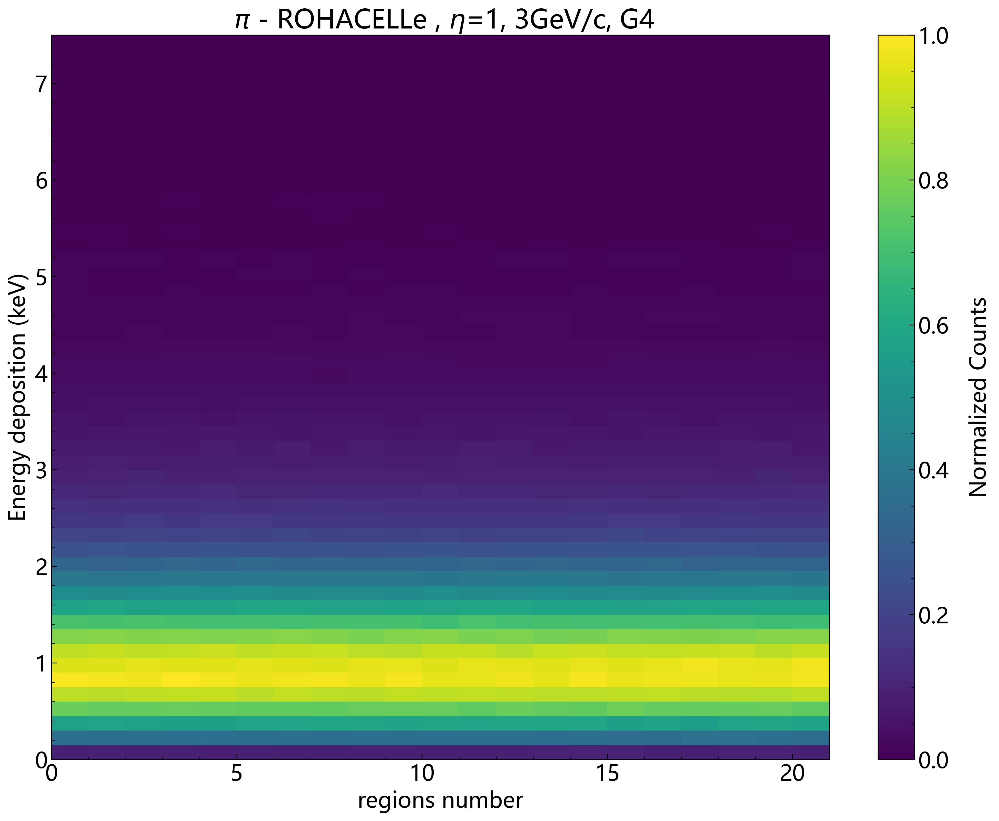 π - ROHACELLe , η=1, 3GeV/c, G4
Energy deposition (keV)
7
6
5
4
3
2
1
0
0 5 10 15 20
regions number
1.0
0.8
0.6
0.4
0.2
0.0
Normalized Counts